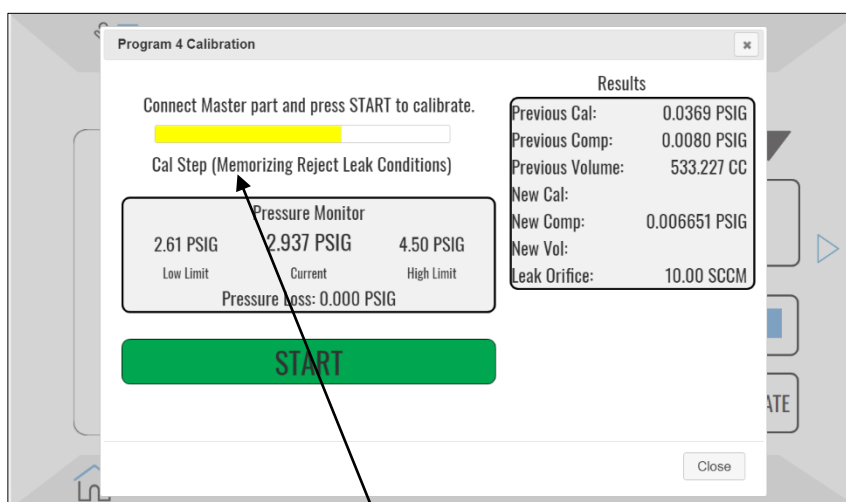 Program 4 Calibration
Connect Master part and press START to calibrate.
Cal Step (Memorizing Reject Leak Conditions)
Pressure Monitor
2.61 PSIG 2.937 PSIG 4.50 PSIG
Low Limit Current High Limit
Pressure Loss: 0.000 PSIG
START
Results
Previous Cal: 0.0369 PSIG
Previous Comp: 0.0080 PSIG
Previous Volume: 533.227 CC
New Cal:
New Comp: 0.006651 PSIG
New Vol:
Leak Orifice: 10.00 SCCM
ATE
Close